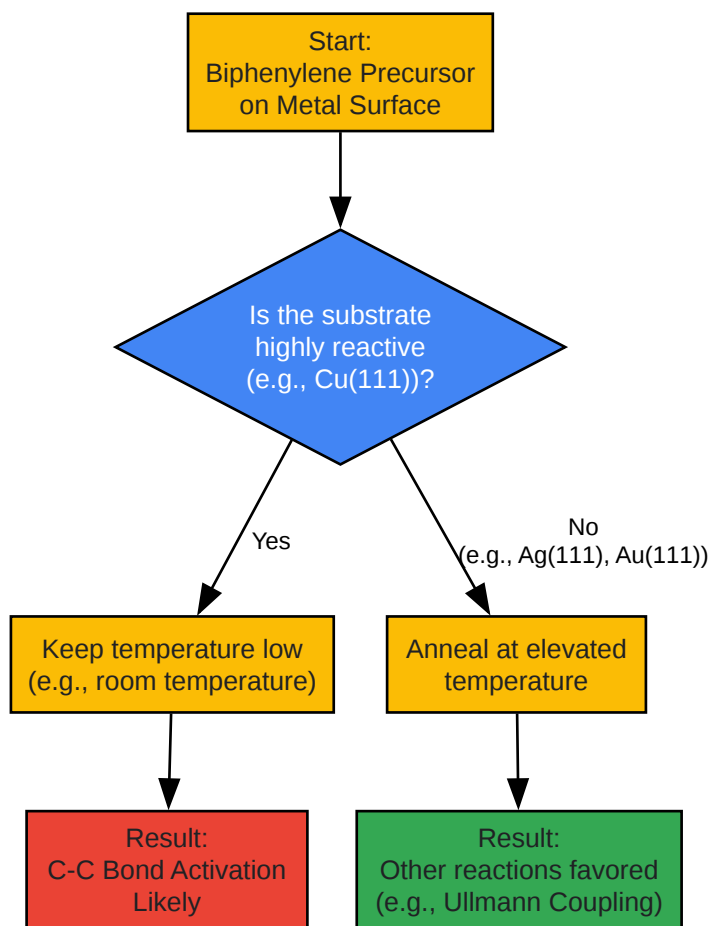 Start:
Biphenylene Precursor
on Metal Surface
Is the substrate
highly reactive
(e.g., Cu(111))?
Yes
No
(e.g., Ag(111), Au(111))
Keep temperature low
(e.g., room temperature)
Anneal at elevated
temperature
Result:
C-C Bond Activation
Likely
Result:
Other reactions favored
(e.g., Ullmann Coupling)